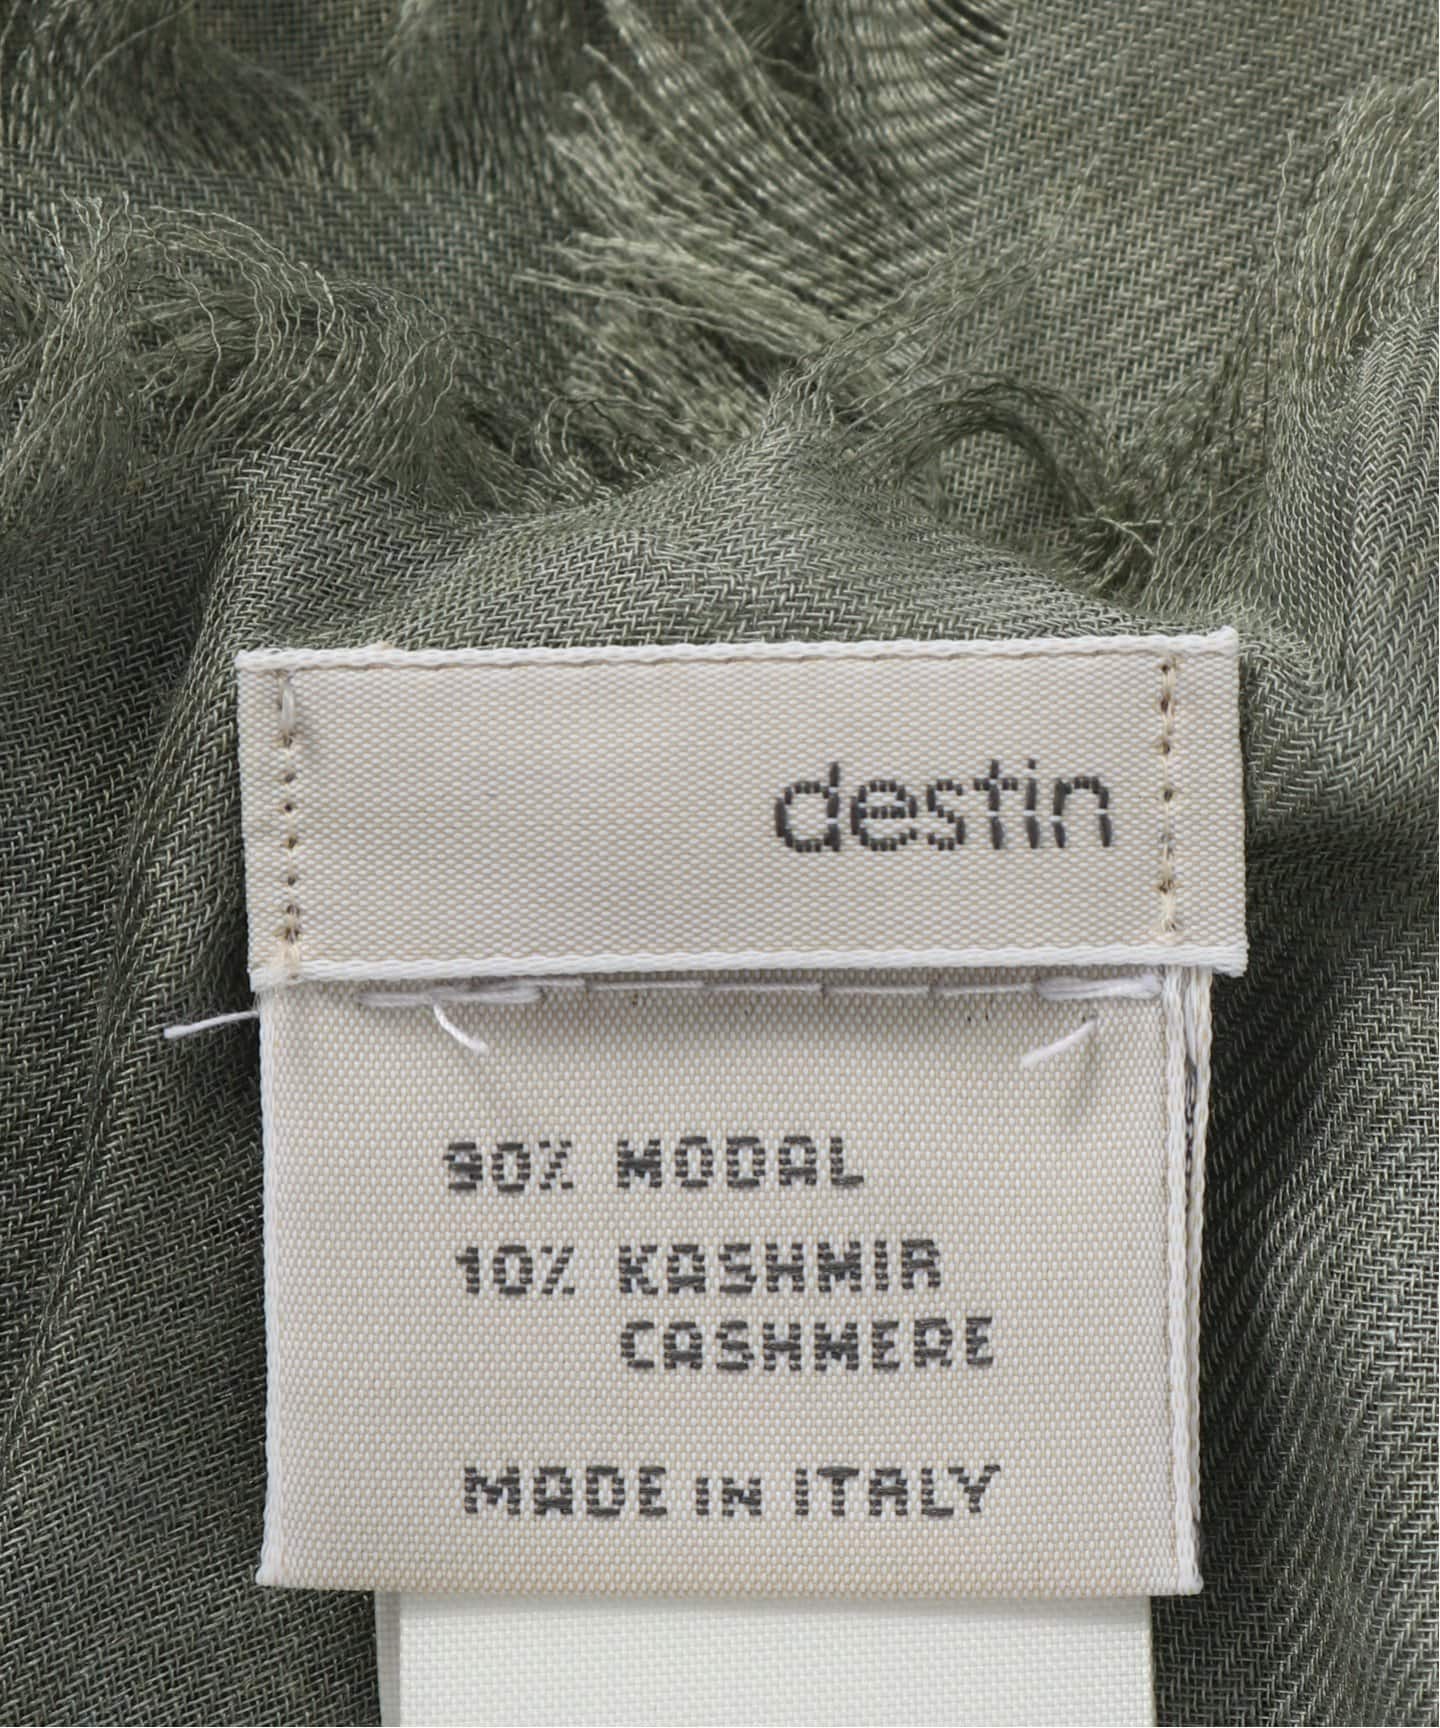 destin
90% MODAL
10% KASHMIR
CASHMERE
MADE IN ITALY